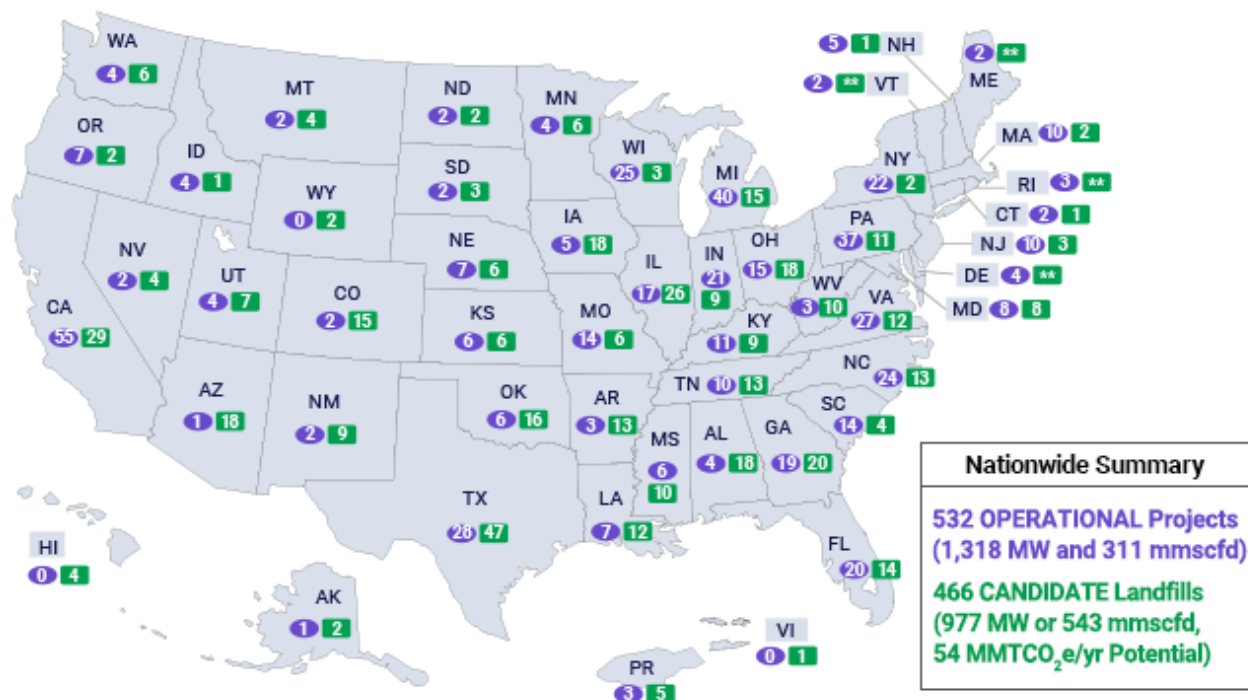 WA
4 6
MT
2 4
ND
2 2
MN
4 6
5 1 NH
2 **
ME
2 ** VT
OR
7 2
ID
4 1
WY
0 2
SD
2 3
WI
25 3
MI
40 15
NY
22 2
MA 10 2
RI 3 **
CT 2 1
NJ 10 3
DE 4 **
MD 8 8
NV
2 4
UT
4 7
CO
2 15
NE
7 6
IA
5 18
IL
17 26
IN
21
9
OH
15 18
PA
37 11
WV
3 10
VA
27 12
CA
55 29
KS
6 6
MO
14 6
KY
11 9
NC
24 13
TN 10 13
AZ
1 18
NM
2 9
OK
6 16
AR
3 13
SC
14 4
MS
6
10
AL
4 18
GA
19 20
TX
28 47
LA
7 12
FL
20 14
HI
0 4
AK
1 2
PR
3 5
VI
0 1
Nationwide Summary
532 OPERATIONAL Projects
(1,318 MW and 311 mmscfd)
466 CANDIDATE Landfills
(977 MW or 543 mmscfd,
54 MMTCO₂e/yr Potential)